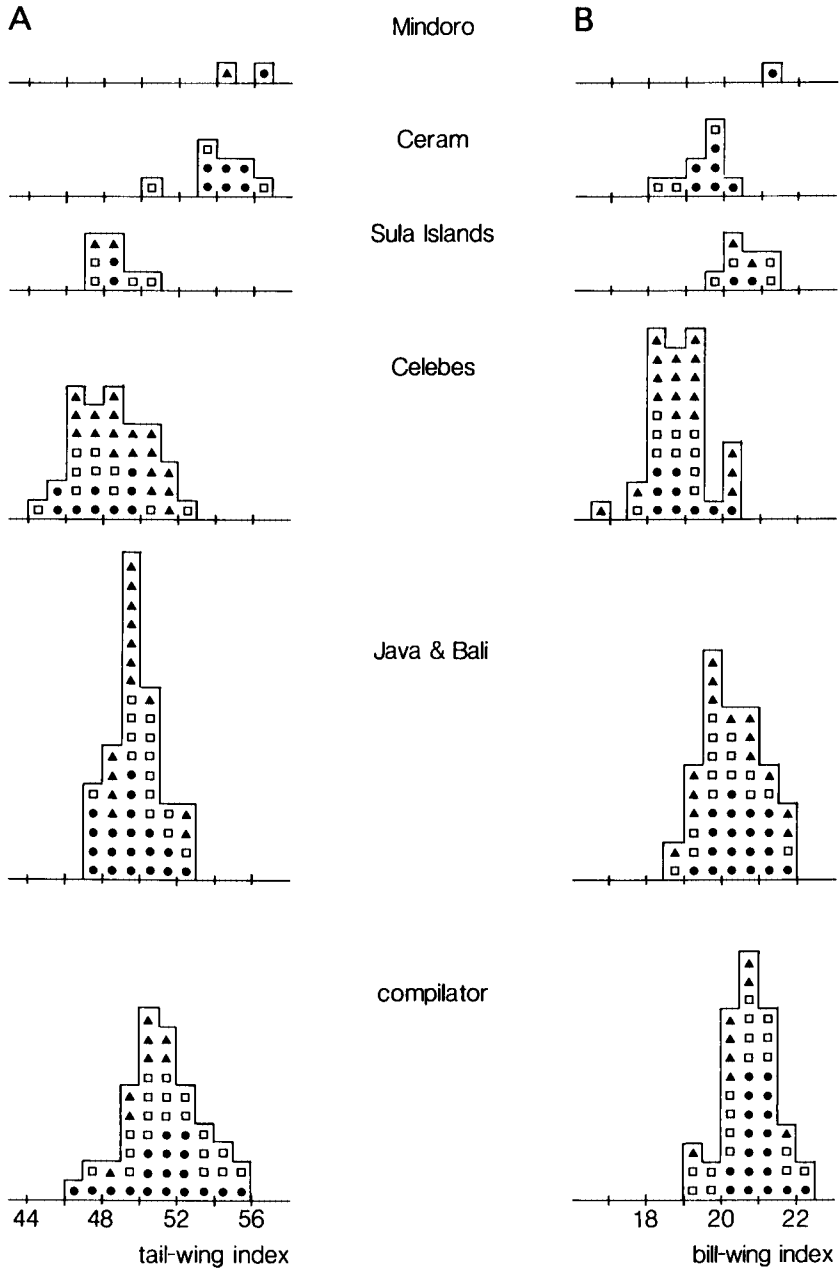 A
B
Mindoro
Ceram
Sula Islands
Celebes
Java & Bali
compilator
44 48 52 56
18 20 22
tail-wing index
bill-wing index